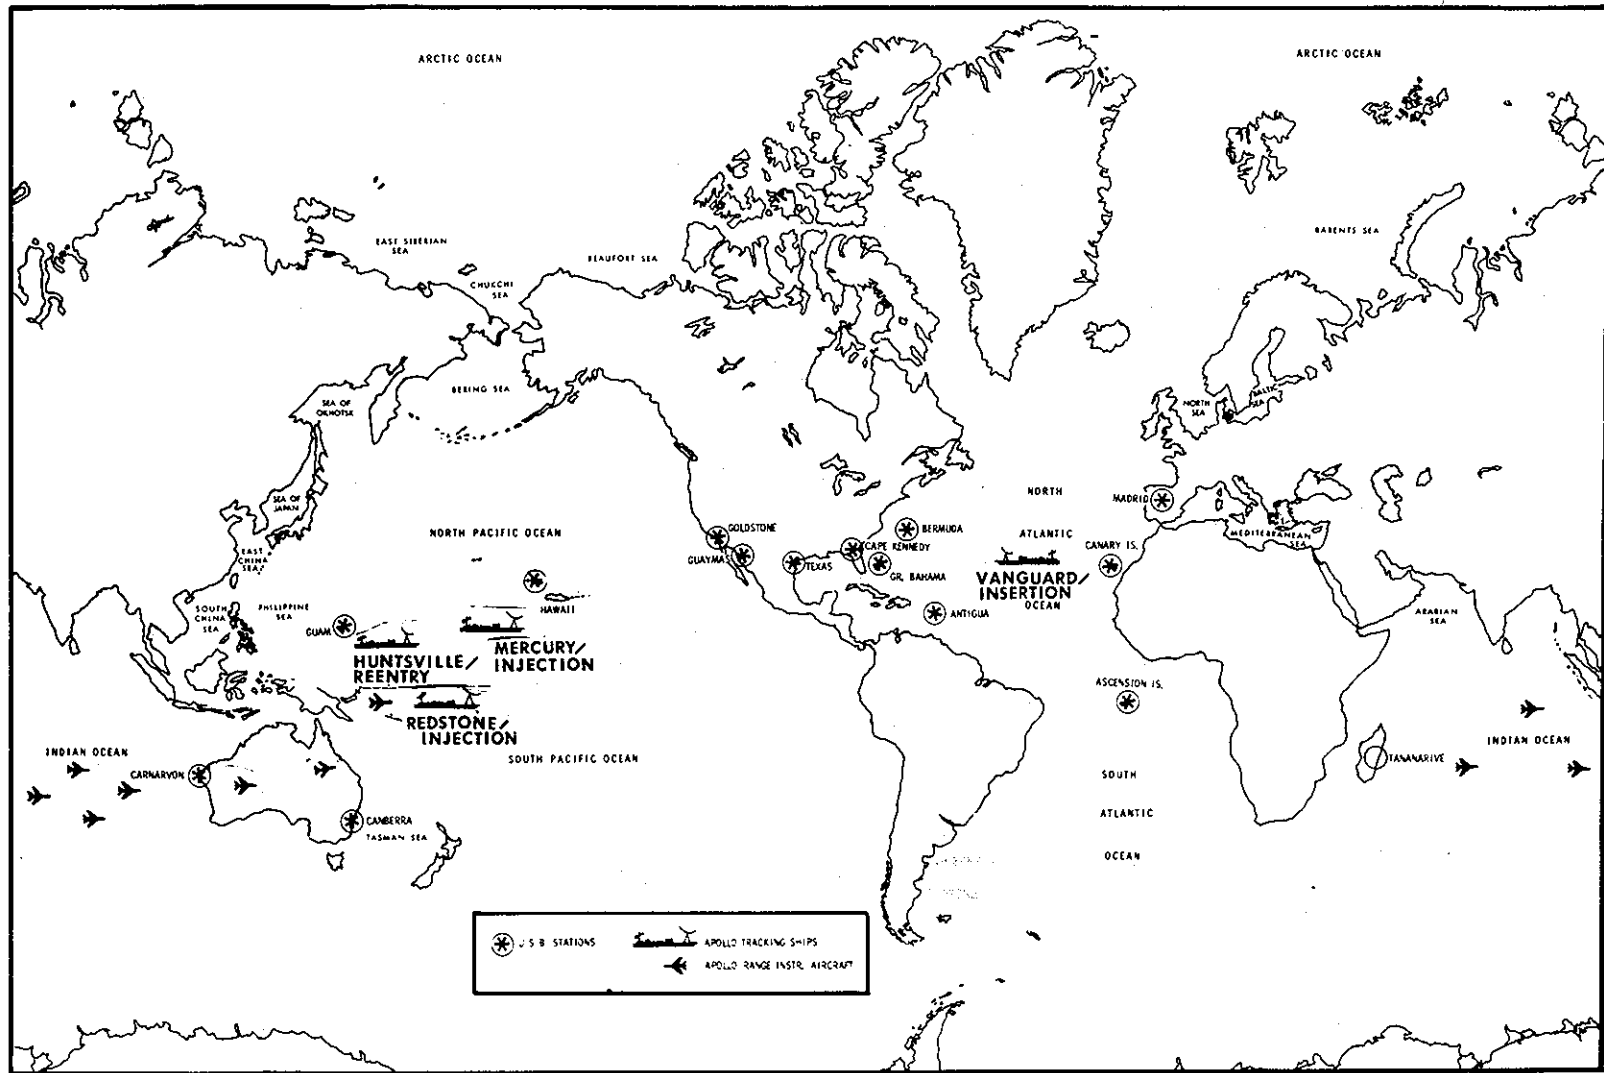 ARCTIC OCEAN
ARCTIC OCEAN
EAST SIBERIAN
SEA
BEAUFORT SEA
BARENTS SEA
CHUCCHI
SEA
BERING SEA
SEA OF
OKHOTSK
NORTH
SEA
BALTIC
SEA
SEA OF
JAPAN
NORTH
MADRID
NORTH PACIFIC OCEAN
GOLDSTONE
BERMUDA
ATLANTIC
MEDITERRANEAN
SEA
EAST
CHINA
SEA
GUAYMAS
TEXAS
CAPE KENNEDY
CANARY IS.
GR. BAHAMA
VANGUARD/
INSERTION
OCEAN
SOUTH
CHINA
SEA
PHILIPPINE
SEA
HAWAII
ANTIGUA
ARABIAN
SEA
GUAM
HUNTSVILLE/
REENTRY
MERCURY/
INJECTION
ASCENSION IS.
REDSTONE/
INJECTION
INDIAN OCEAN
INDIAN OCEAN
SOUTH PACIFIC OCEAN
TANANARIVE
CARNARVON
SOUTH
CANBERRA
TASMAN SEA
ATLANTIC
OCEAN
U.S.B. STATIONS
APOLLO TRACKING SHIPS
APOLLO RANGE INSTR. AIRCRAFT